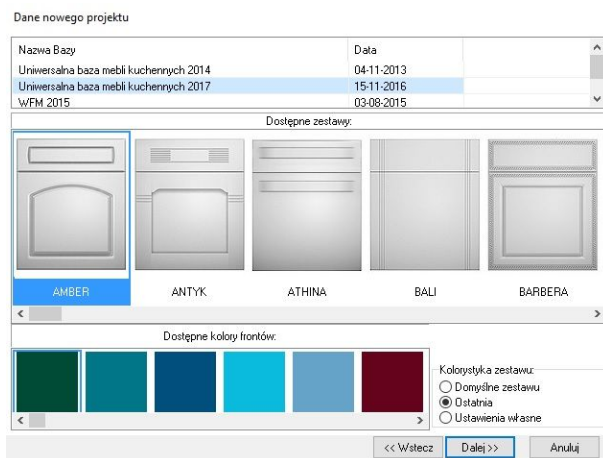 Dane nowego projektu
Nazwa Bazy Data
Uniwersalna baza mebli kuchennych 2014 04-11-2013
Uniwersalna baza mebli kuchennych 2017 15-11-2016
WFM 2015 03-08-2015
Dostępne zestawy:
AMBER ANTYK ATHINA BALI BARBERA
Dostępne kolory frontów:
Kolorystyka zestawu:
Domyślne zestawu
Ostatnia
Ustawienia własne
<< Wstecz Dalej >> Anuluj